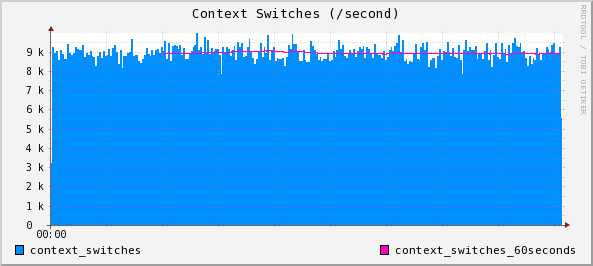 Context Switches (/second)
RRDTOOL / TOBI OETIKER
9 k
8 k
7 k
6 k
5 k
4 k
3 k
2 k
1 k
0
00:00
context_switches
context_switches_60seconds